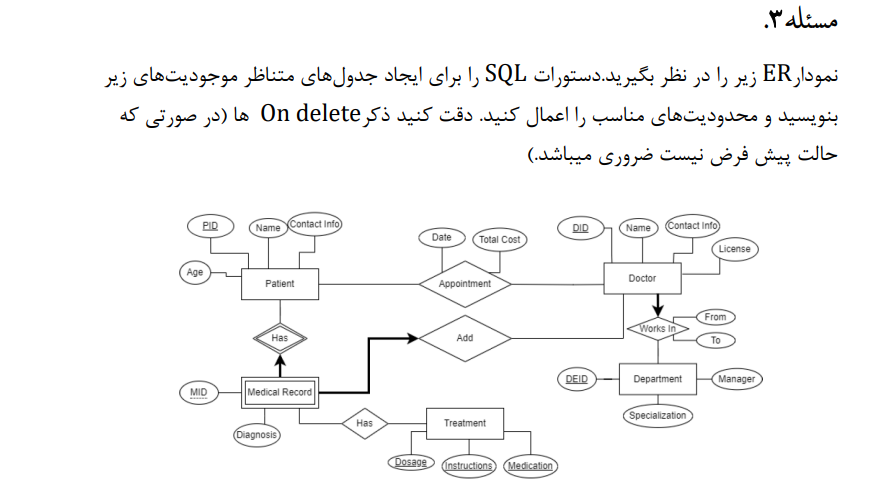 مسئله۳.
نمودارER زیر را در نظر بگیرید.دستورات SQL را برای ایجاد جدول‌های متناظر موجودیت‌های زیر
بنویسید و محدودیت‌های مناسب را اعمال کنید. دقت کنید ذکرOn delete ها (در صورتی که
حالت پیش فرض نیست ضروری میباشد.)
PID
Name
Contact Info
Date
Total Cost
DID
Name
Contact Info
License
Age
Patient
Appointment
Doctor
Has
Add
Works In
From
To
MID
Medical Record
DEID
Department
Manager
Diagnosis
Has
Treatment
Specialization
Dosage
Instructions
Medication